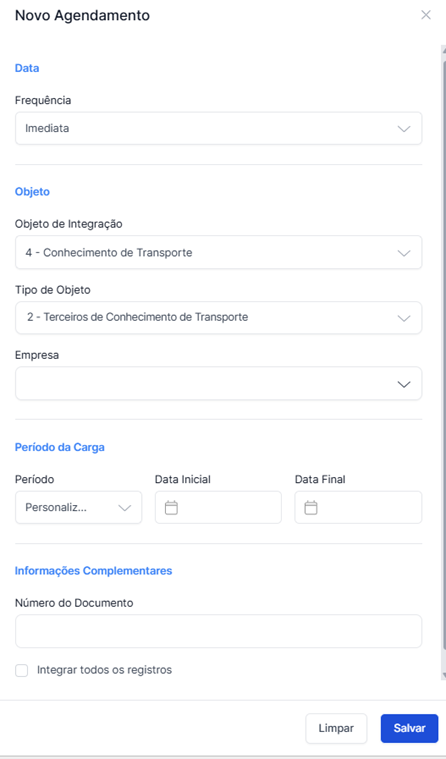 Novo Agendamento
Data
Frequência
Imediata
Objeto
Objeto de Integração
4 - Conhecimento de Transporte
Tipo de Objeto
2 - Terceiros de Conhecimento de Transporte
Empresa
Período da Carga
Período Data Inicial Data Final
Personaliz...
Informações Complementares
Número do Documento
Integrar todos os registros
Limpar Salvar